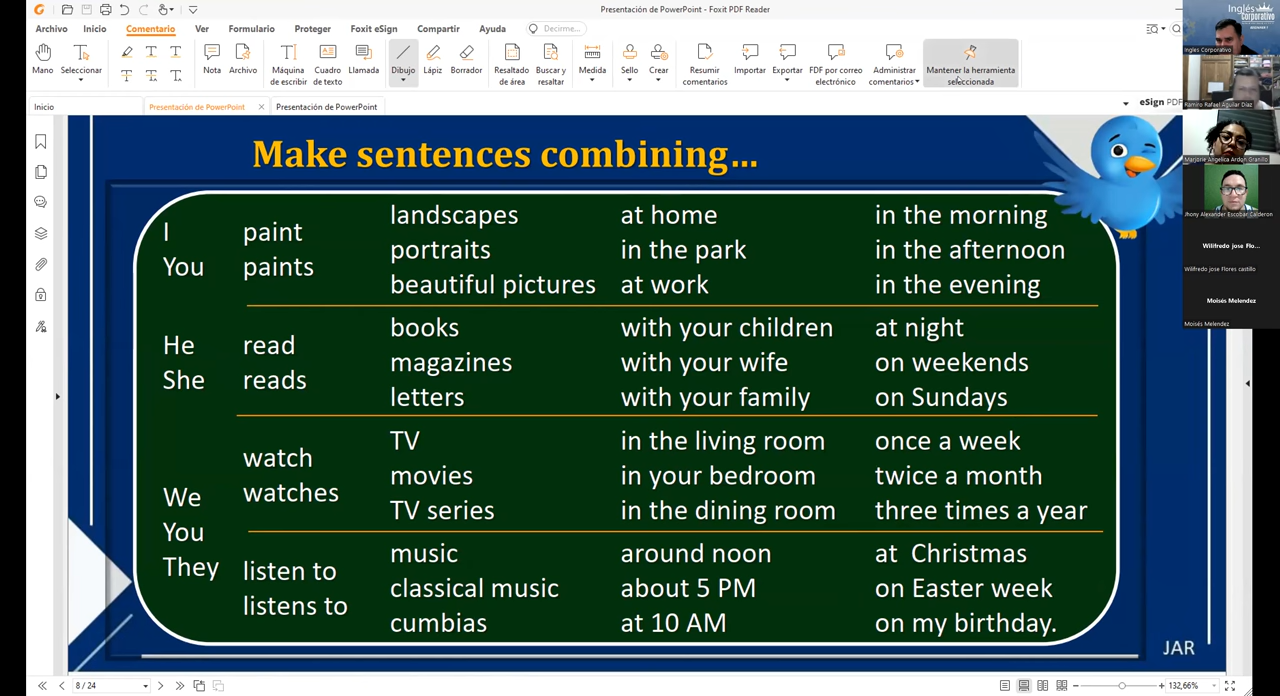 Presentación de PowerPoint - Foxit PDF Reader
Archivo Inicio Comentario Ver Formulario Proteger Foxit eSign Compartir Ayuda Decirme...
Mano
Seleccionar
Nota
Archivo
Máquina de escribir
Cuadro de texto
Llamada
Dibujo
Lápiz
Borrador
Resaltado de área
Buscar y resaltar
Medida
Sello
Crear
Resumir comentarios
Importar
Exportar
FDF por correo electrónico
Administrar comentarios
Mantener la herramienta seleccionada
Inicio
Presentación de PowerPoint
Presentación de PowerPoint
eSign PD
Inglés
Corporativo
Ingles Corporativo
Ramiro Rafael Aguilar Díaz
Marjorie Angelica Ardon Granillo
Jhony Alexander Escobar Calderon
Wilifredo jose Flo...
Wilifredo jose Flores castillo
Moisés Melendez
Moisés Melendez
Make sentences combining...
I paint landscapes at home in the morning
You paints portraits in the park in the afternoon
beautiful pictures at work in the evening
He read books with your children at night
She reads magazines with your wife on weekends
letters with your family on Sundays
watch TV in the living room once a week
We watches movies in your bedroom twice a month
You TV series in the dining room three times a year
They listen to music around noon at Christmas
listens to classical music about 5 PM on Easter week
cumbias at 10 AM on my birthday.
JAR
8 / 24
132,66%